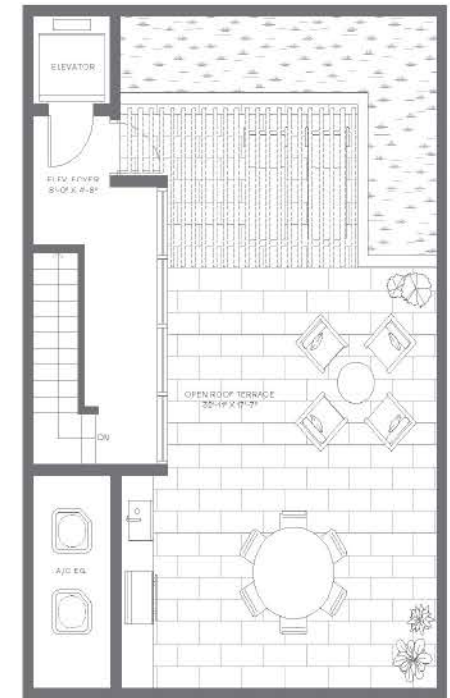 ELEVATOR
ELEV. FOYER
8'-0" X 4'-8"
OPEN ROOF TERRACE
DN
A/C EQ.